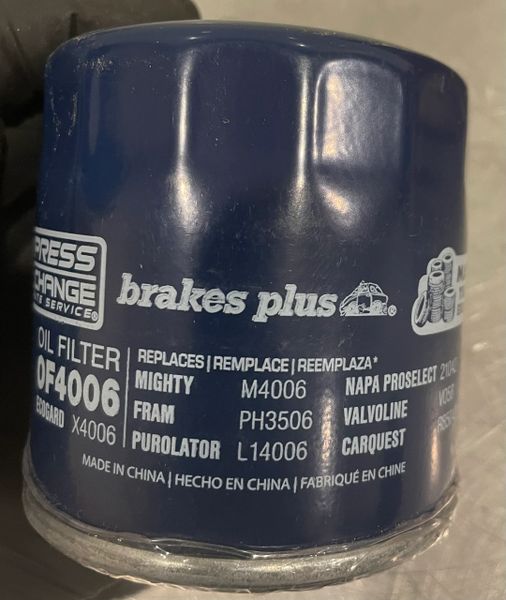 PRESS
CHANGE
SERVICE®
brakes plus
OIL FILTER
OF4006
ECOGARD X4006
REPLACES | REMPLACE | REEMPLAZA*
MIGHTY M4006 NAPA PROSELECT
FRAM PH3506 VALVOLINE
PUROLATOR L14006 CARQUEST
MADE IN CHINA | HECHO EN CHINA | FABRIQUÉ EN CHINE